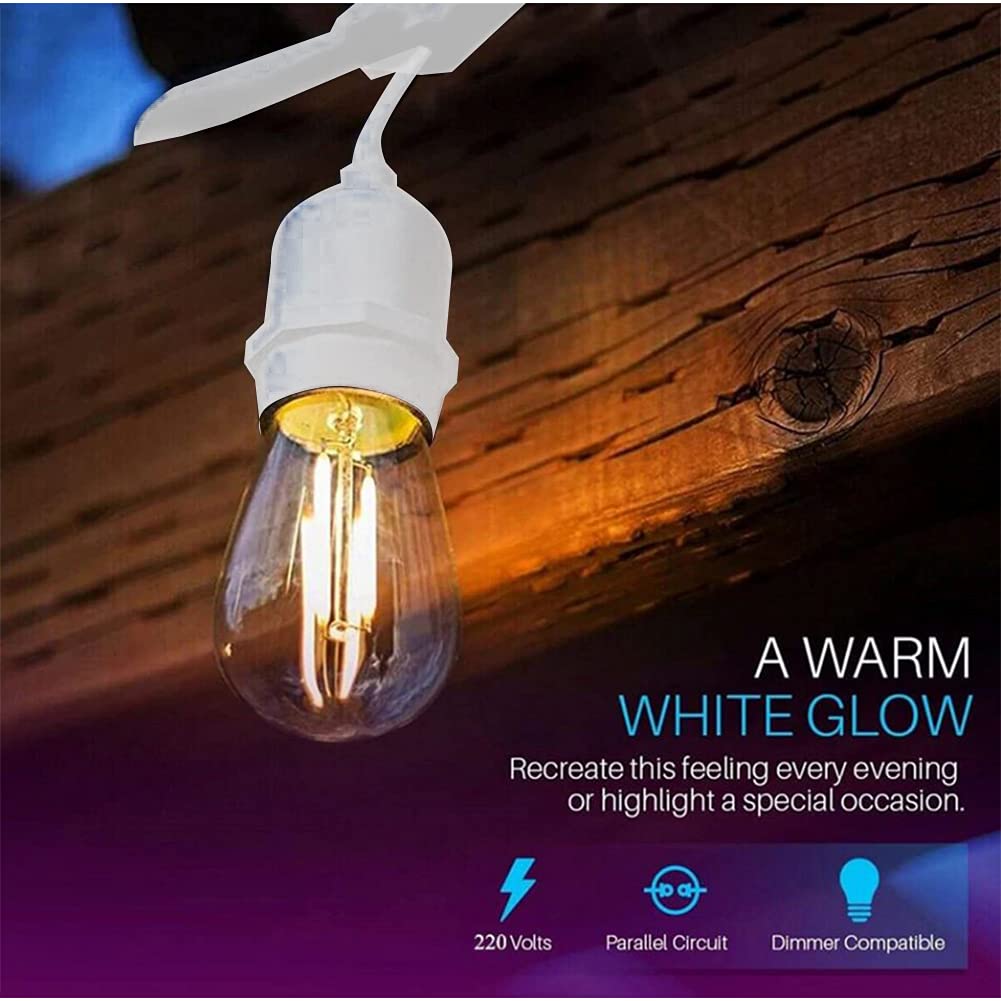 A WARM
WHITE GLOW
Recreate this feeling every evening
or highlight a special occasion.
220 Volts
Parallel Circuit
Dimmer Compatible